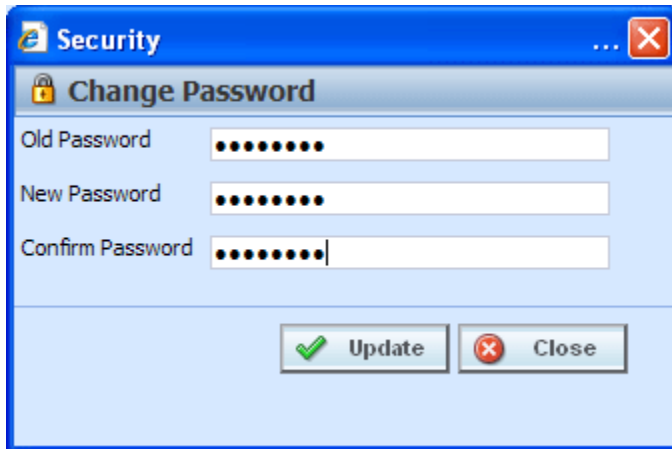 Security ...
Change Password
Old Password ●●●●●●●●
New Password ●●●●●●●●
Confirm Password ●●●●●●●●
Update Close